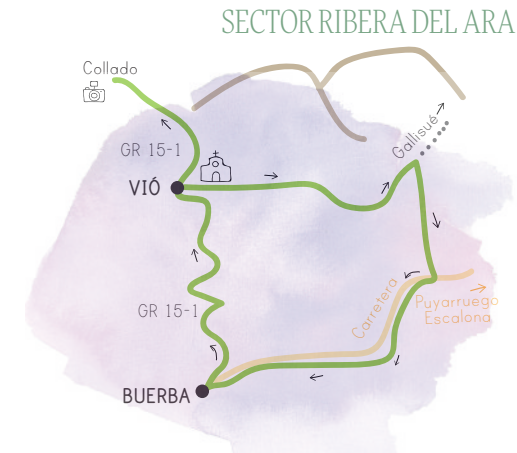 SECTOR RIBERA DEL ARA
Collado
Gallisué
GR 15-1
VIÓ
GR 15-1
Carretera
Puyarruego
Escalona
BUERBA